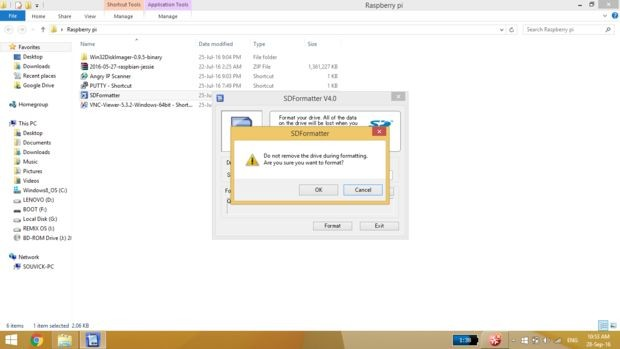 Shortcut Tools Application Tools
Raspberry pi
File Home Share View Manage Manage
Raspberry pi
Search Raspberry pi
Name Date modified Type Size
Favorites
Desktop
Downloads
Recent places
Google Drive
Homegroup
This PC
Desktop
Documents
Downloads
Music
Pictures
Videos
Windows8_OS (C:)
LENOVO (D:)
BOOT (F:)
Local Disk (G:)
REMIX OS (I:)
BD-ROM Drive (J:) 2
Network
SOUVICK-PC
Win32DiskImager-0.9.5-binary 25-Jul-16 9:04 PM File folder
2016-05-27-raspbian-jessie 22-Jul-16 2:25 AM ZIP File 1,361,227 KB
Angry IP Scanner 25-Jul-16 9:03 PM Shortcut 1 KB
PUTTY - Shortcut 25-Jul-16 7:49 PM Shortcut 1 KB
SDFormatter 25-Ju
VNC-Viewer-5.3.2-Windows-64bit - Short... 22-Ju
SDFormatter V4.0
Format your drive. All of the data
on the drive will be lost when you
SDFormatter
Do not remove the drive during formatting.
Are you sure you want to format?
OK Cancel
Format Exit
6 items 1 item selected 2.06 KB
1:38
ENG
10:53 AM
28-Sep-16